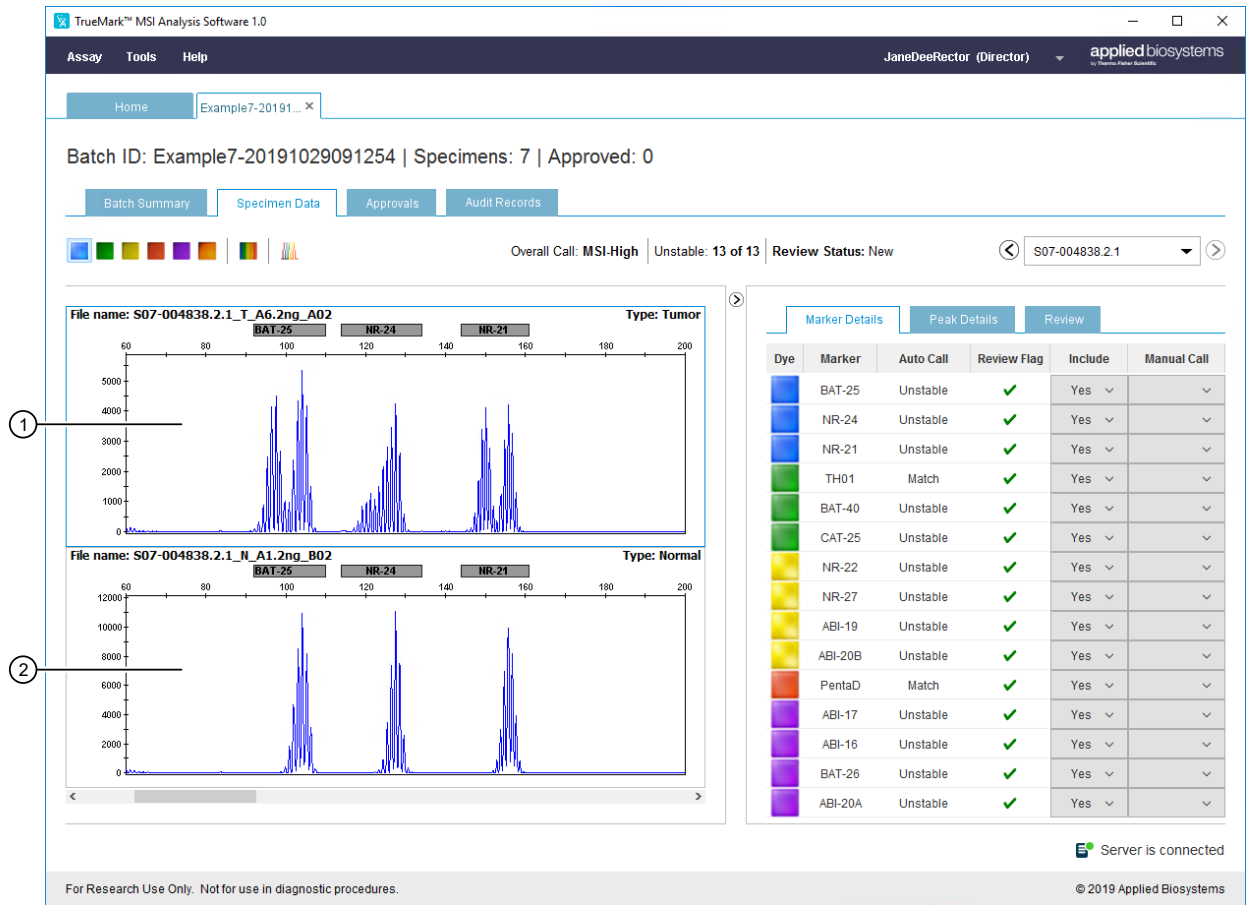 TrueMark™ MSI Analysis Software 1.0
Assay Tools Help JaneDeeRector (Director) applied biosystems
by Thermo Fisher Scientific
Home Example7-20191... ×
Batch ID: Example7-20191029091254 | Specimens: 7 | Approved: 0
Batch Summary Specimen Data Approvals Audit Records
Overall Call: MSI-High Unstable: 13 of 13 Review Status: New S07-004838.2.1
File name: S07-004838.2.1_T_A6.2ng_A02 Type: Tumor
BAT-25 NR-24 NR-21
60 80 100 120 140 160 180 200
5000
4000
3000
2000
1000
0
1
File name: S07-004838.2.1_N_A1.2ng_B02 Type: Normal
BAT-25 NR-24 NR-21
60 80 100 120 140 160 180 200
12000
10000
8000
6000
4000
2000
0
2
Marker Details Peak Details Review
Dye Marker Auto Call Review Flag Include Manual Call
BAT-25 Unstable ✔ Yes
NR-24 Unstable ✔ Yes
NR-21 Unstable ✔ Yes
TH01 Match ✔ Yes
BAT-40 Unstable ✔ Yes
CAT-25 Unstable ✔ Yes
NR-22 Unstable ✔ Yes
NR-27 Unstable ✔ Yes
ABI-19 Unstable ✔ Yes
ABI-20B Unstable ✔ Yes
PentaD Match ✔ Yes
ABI-17 Unstable ✔ Yes
ABI-16 Unstable ✔ Yes
BAT-26 Unstable ✔ Yes
ABI-20A Unstable ✔ Yes
Server is connected
For Research Use Only. Not for use in diagnostic procedures. © 2019 Applied Biosystems